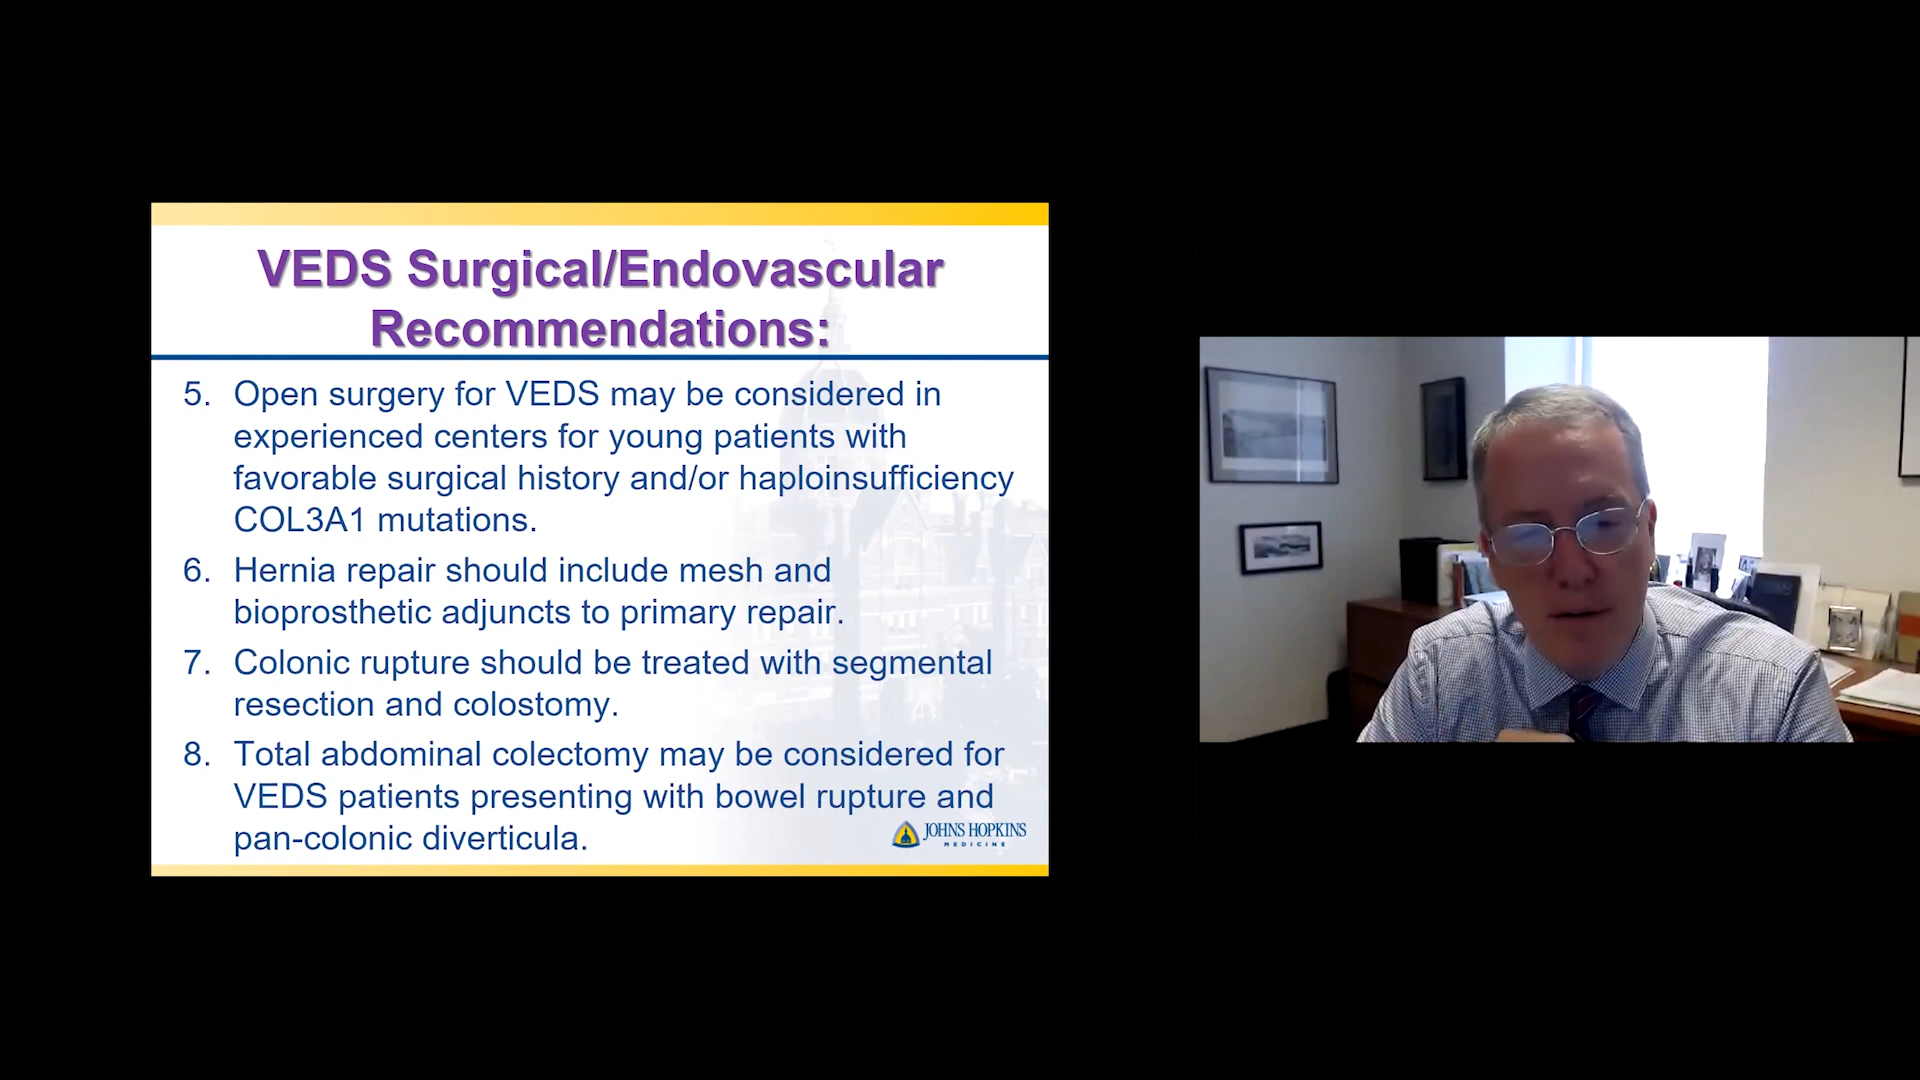 VEDS Surgical/Endovascular
Recommendations:
5. Open surgery for VEDS may be considered in
experienced centers for young patients with
favorable surgical history and/or haploinsufficiency
COL3A1 mutations.
6. Hernia repair should include mesh and
bioprosthetic adjuncts to primary repair.
7. Colonic rupture should be treated with segmental
resection and colostomy.
8. Total abdominal colectomy may be considered for
VEDS patients presenting with bowel rupture and
pan-colonic diverticula.
JOHNS HOPKINS
MEDICINE